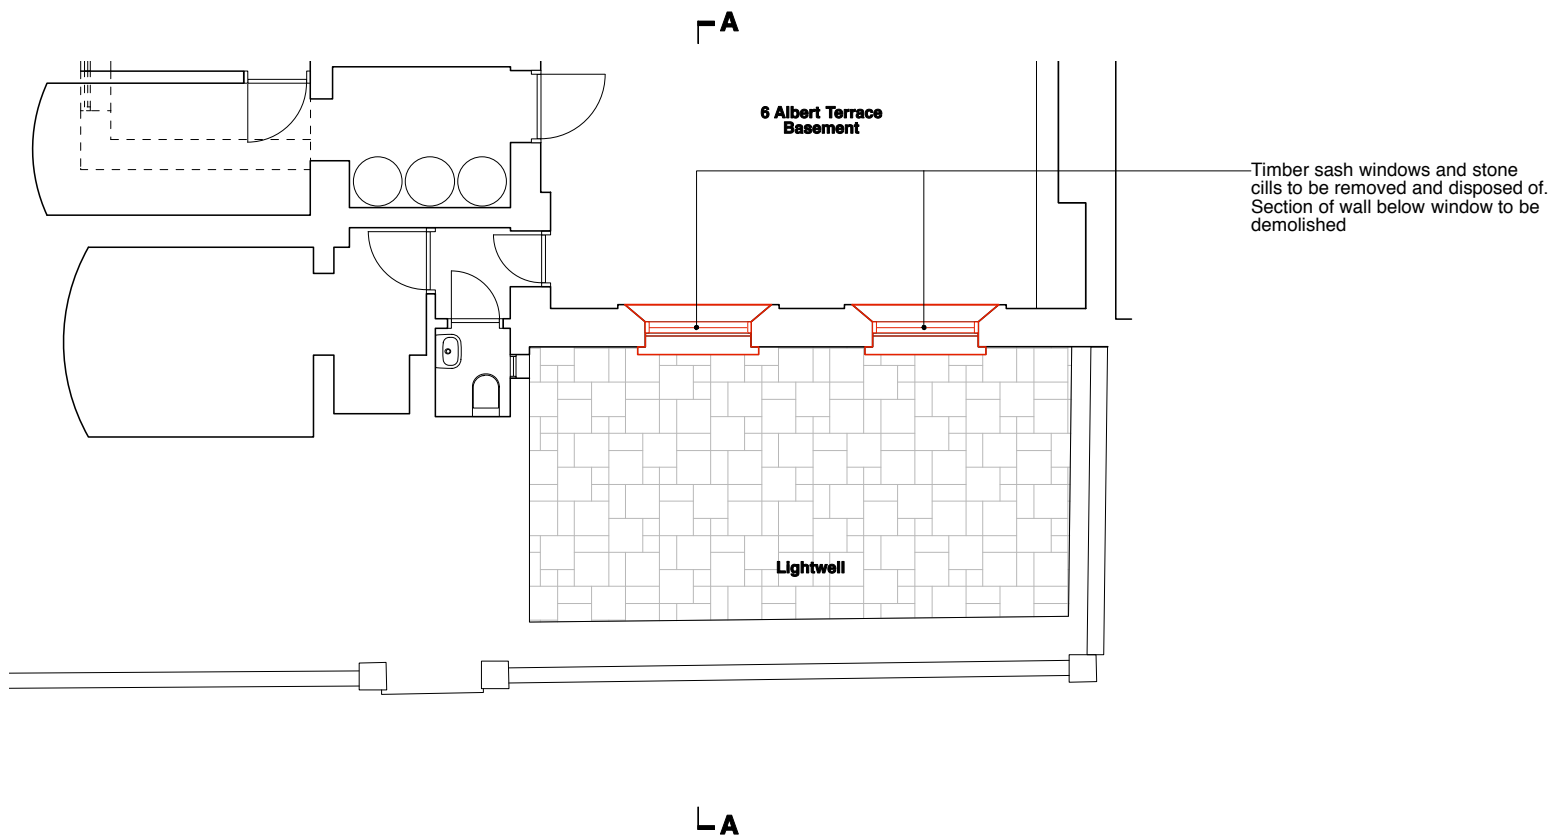 A
6 Albert Terrace
Basement
Timber sash windows and stone
cills to be removed and disposed of.
Section of wall below window to be
demolished
Lightwell
A